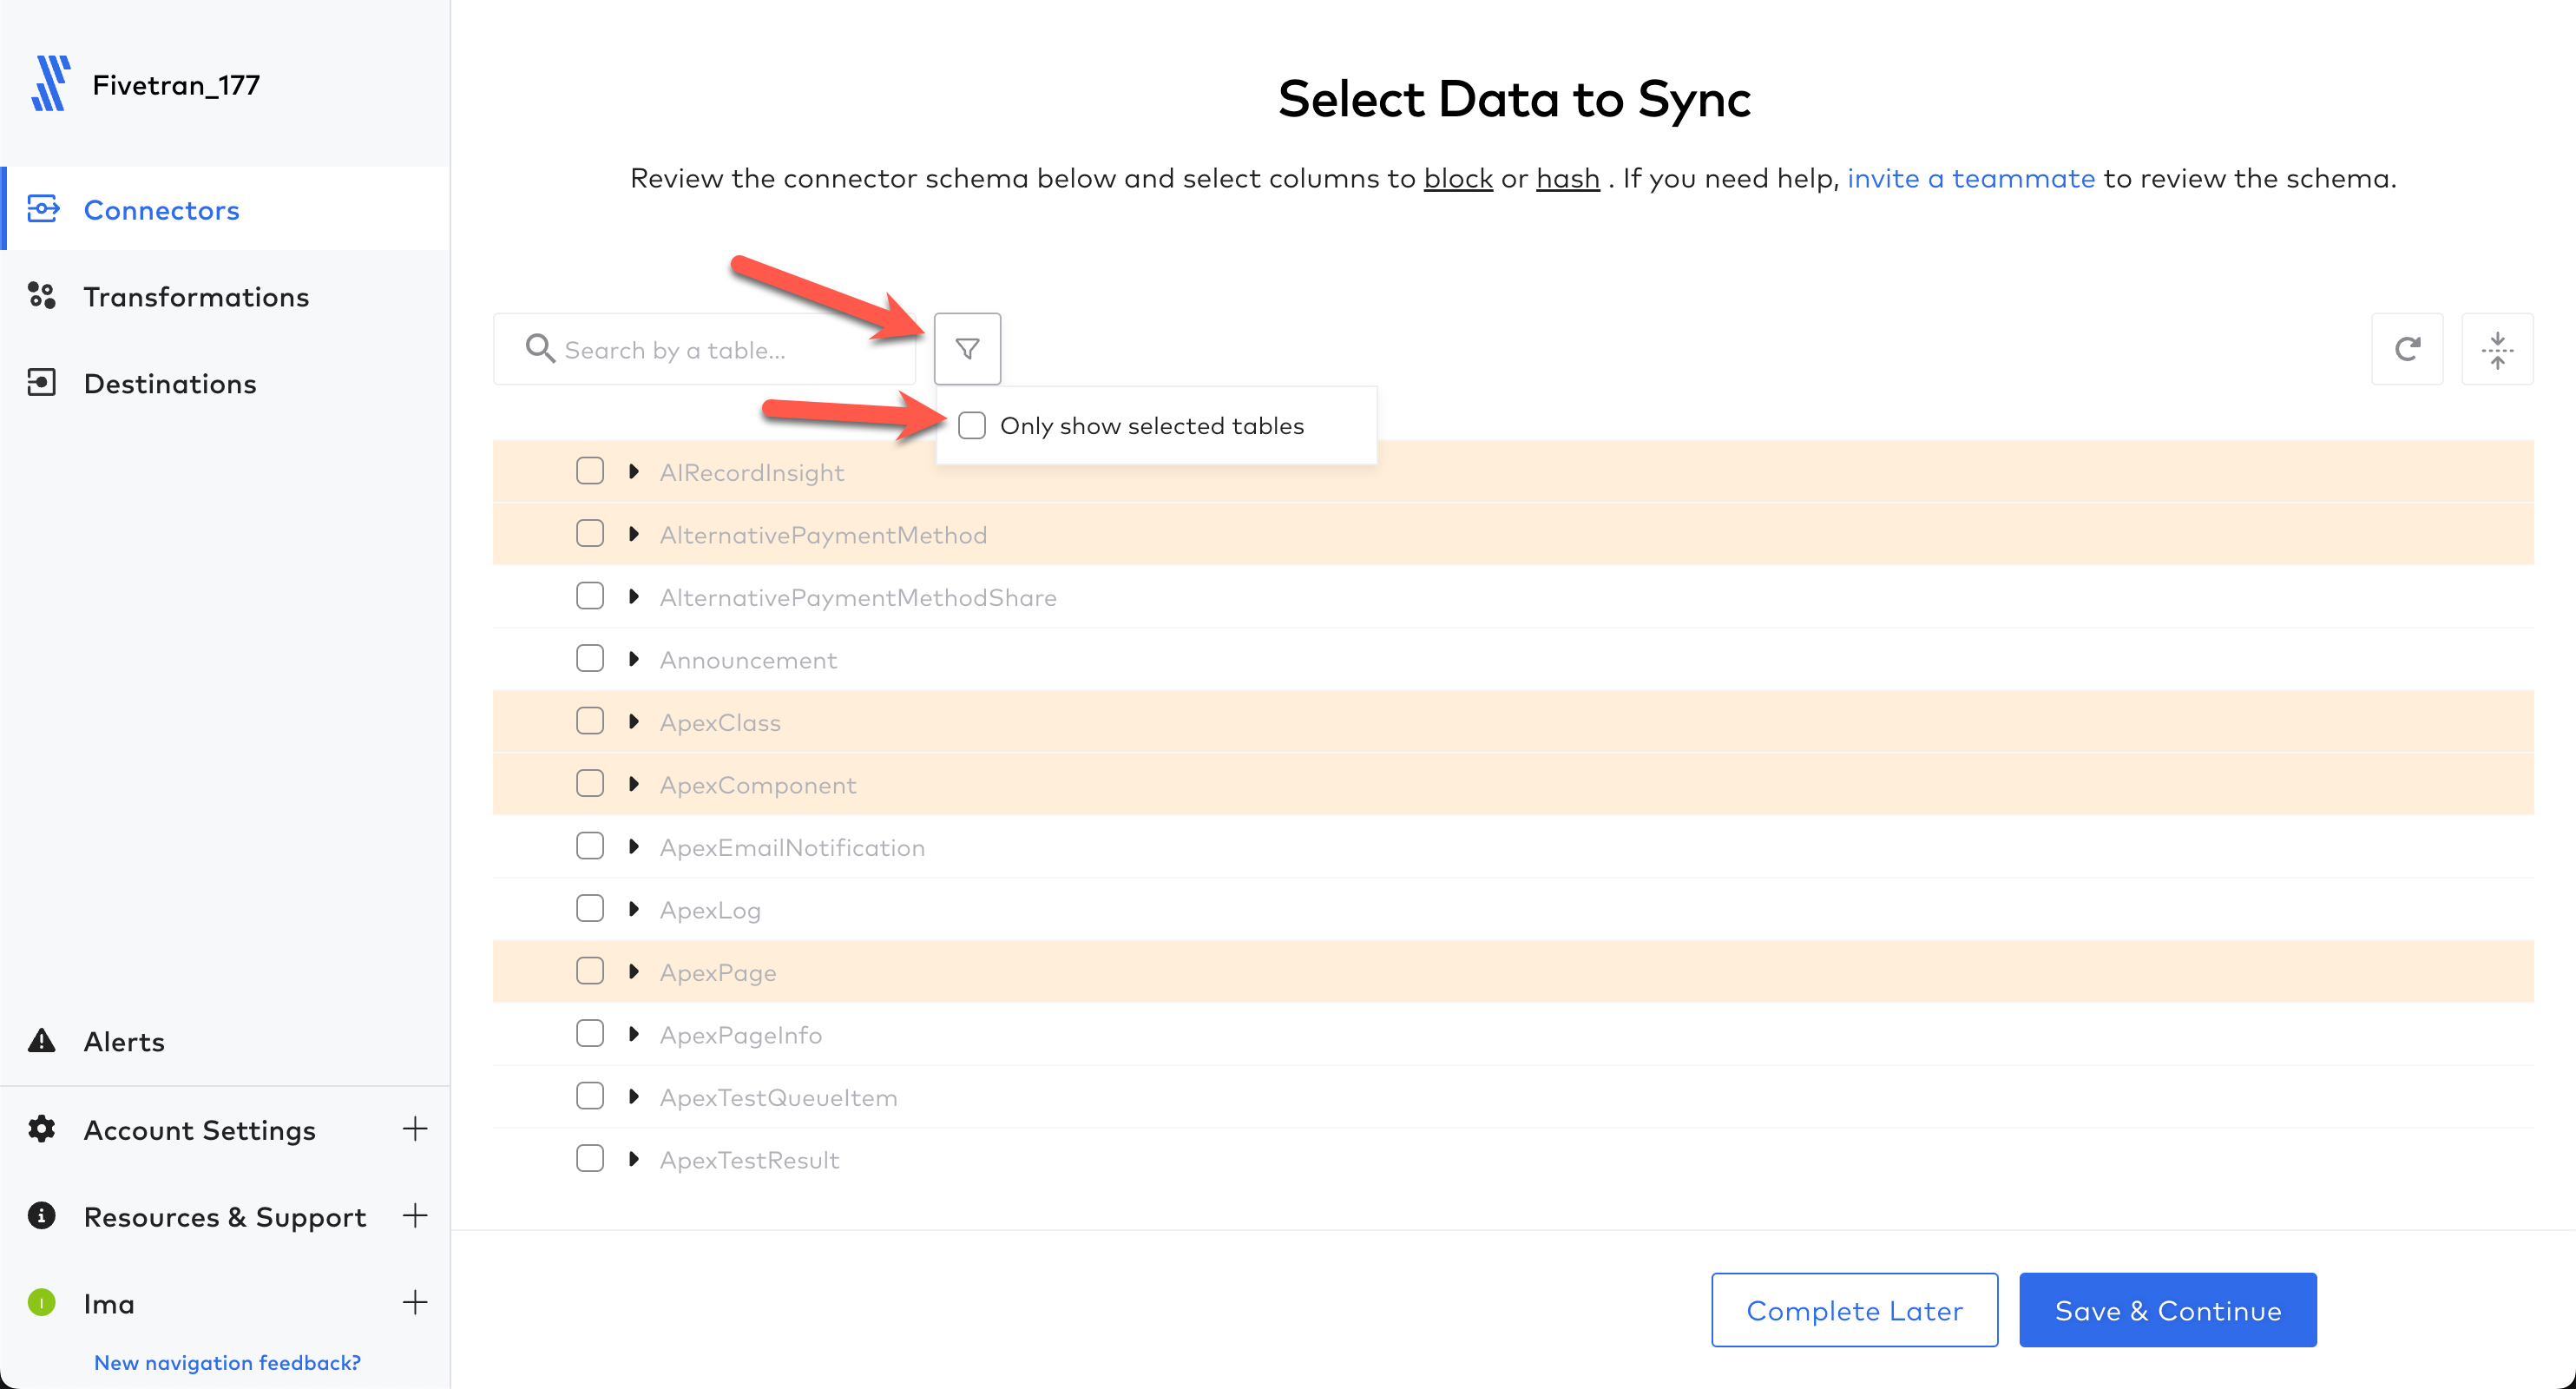 Fivetran_177
Connectors
Transformations
Destinations
Alerts
Account Settings
Resources & Support
I
Ima
New navigation feedback?
Select Data to Sync
Review the connector schema below and select columns to block or hash . If you need help, invite a teammate to review the schema.
Search by a table...
Only show selected tables
AIRecordInsight
AlternativePaymentMethod
AlternativePaymentMethodShare
Announcement
ApexClass
ApexComponent
ApexEmailNotification
ApexLog
ApexPage
ApexPageInfo
ApexTestQueueItem
ApexTestResult
Complete Later
Save & Continue